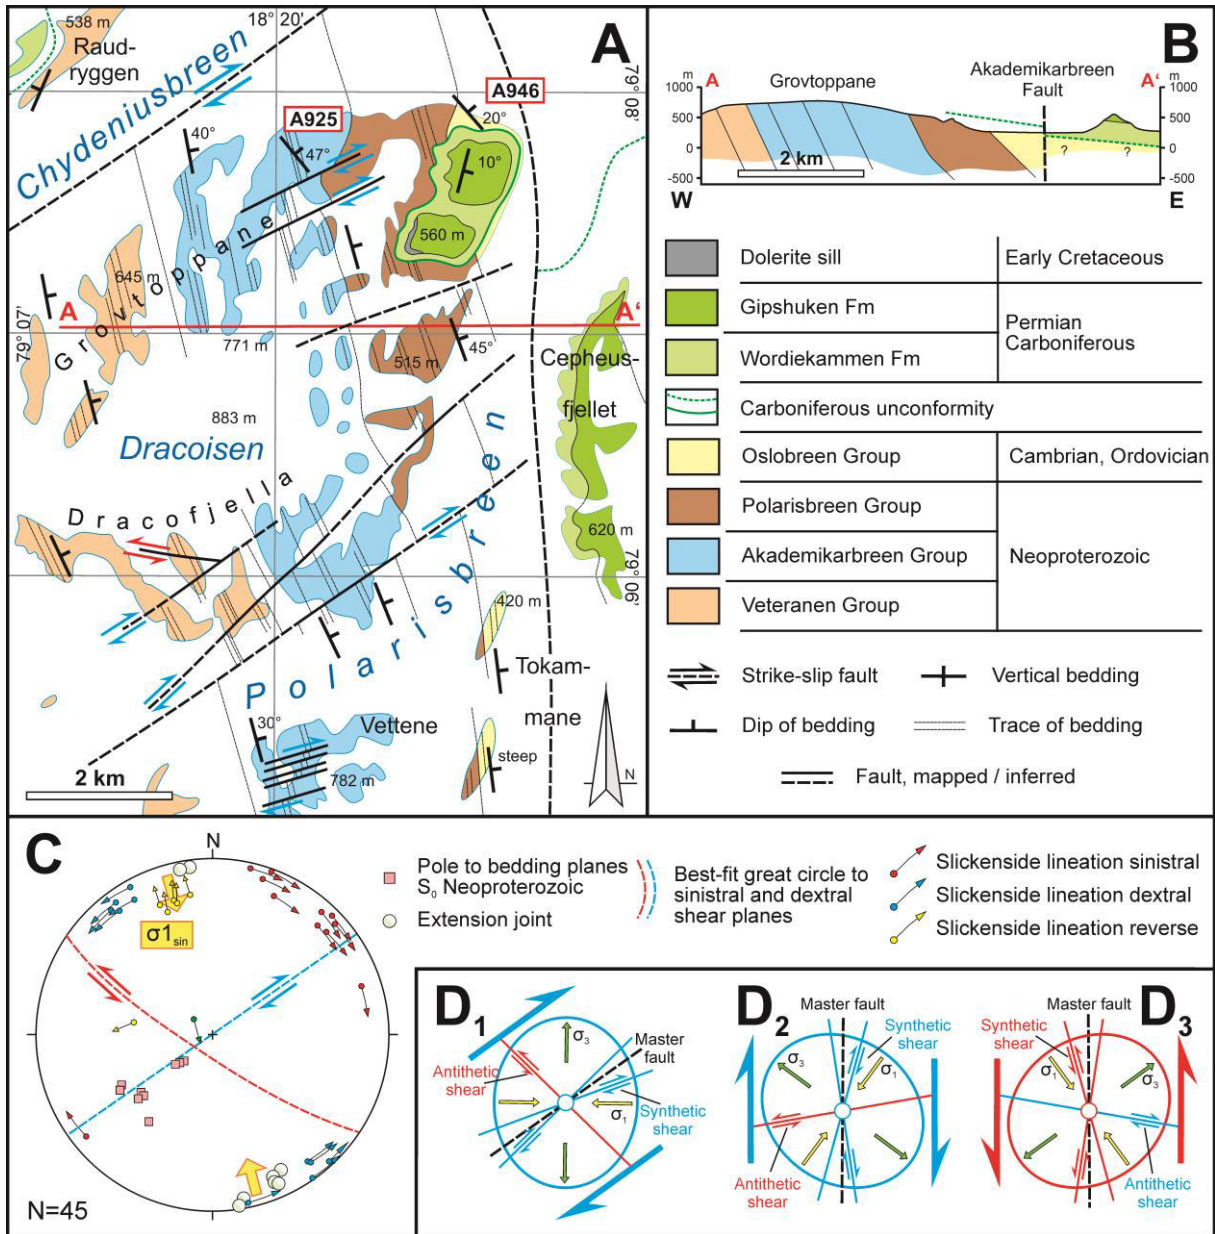 A
538 m
Raud-
ryggen
18° 20'
Chydeniusbreen
79° 08'
A946
A925
20°
40°
47°
10°
560 m
Grovtoppane
645 m
A
A'
79° 07'
771 m
515 m
45°
Cepheus-
fjellet
883 m
Dracoisen
Dracofjella
Polarisbreen
620 m
79° 06'
420 m
Tokam-
mane
30°
Vettene
steep
782 m
2 km
N
B
m
A
Grovtoppane
Akademikarbreen
Fault
A'
m
1000
500
0
-500
2 km
?
?
1000
500
0
-500
W
E
Dolerite sill
Early Cretaceous
Gipshuken Fm
Permian
Carboniferous
Wordiekammen Fm
Carboniferous unconformity
Oslobreen Group
Cambrian, Ordovician
Polarisbreen Group
Akademikarbreen Group
Neoproterozoic
Veteranen Group
Strike-slip fault
Vertical bedding
Dip of bedding
Trace of bedding
Fault, mapped / inferred
C
N
σ1sin
N=45
Pole to bedding planes
S0 Neoproterozoic
Extension joint
Best-fit great circle to
sinistral and dextral
shear planes
Slickenside lineation sinistral
Slickenside lineation dextral
Slickenside lineation reverse
D1
σ3
Master
fault
Antithetic
shear
Synthetic
shear
σ1
D2
Master fault
Synthetic
shear
σ3
σ1
Antithetic
shear
D3
Master fault
Synthetic
shear
σ1
σ3
Antithetic
shear